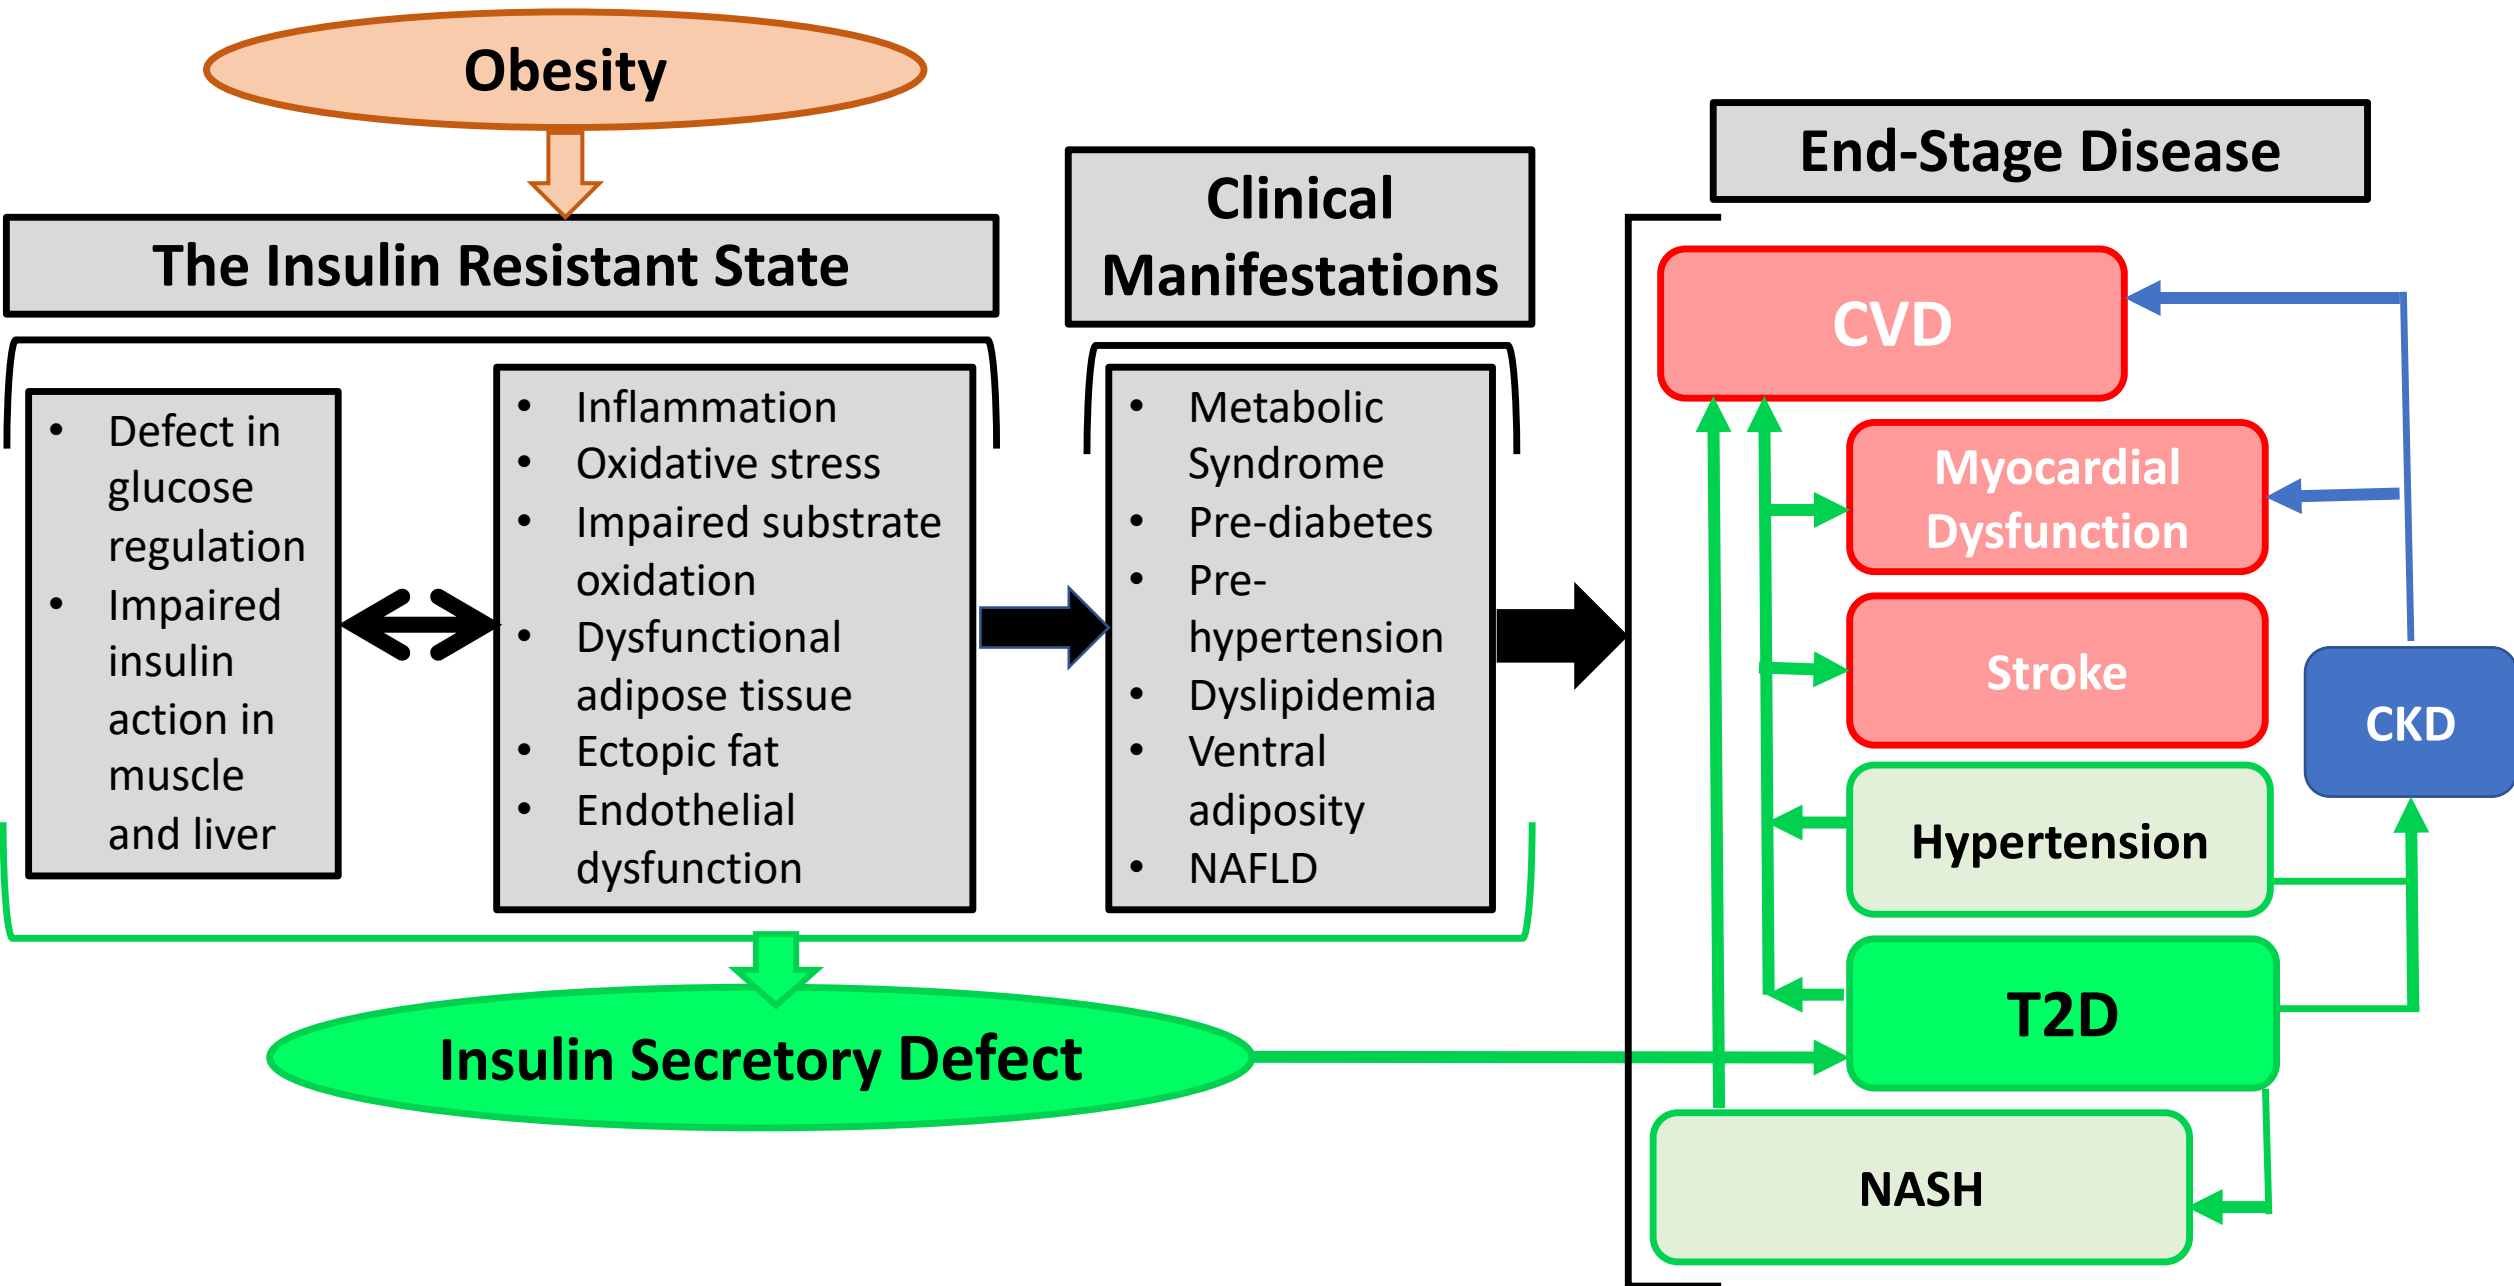 Obesity
The Insulin Resistant State
• Defect in
glucose
regulation
• Impaired
insulin
action in
muscle
and liver
• Inflammation
• Oxidative stress
• Impaired substrate
oxidation
• Dysfunctional
adipose tissue
• Ectopic fat
• Endothelial
dysfunction
Clinical
Manifestations
• Metabolic
Syndrome
• Pre-diabetes
• Pre-
hypertension
• Dyslipidemia
• Ventral
adiposity
• NAFLD
Insulin Secretory Defect
End-Stage Disease
CVD
Myocardial
Dysfunction
Stroke
CKD
Hypertension
T2D
NASH